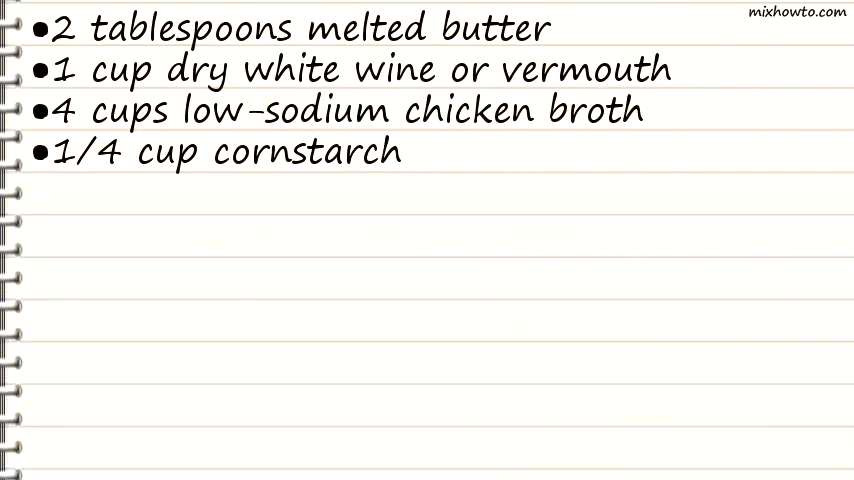 mixhowto.com
•2 tablespoons melted butter
•1 cup dry white wine or vermouth
•4 cups low-sodium chicken broth
•1/4 cup cornstarch